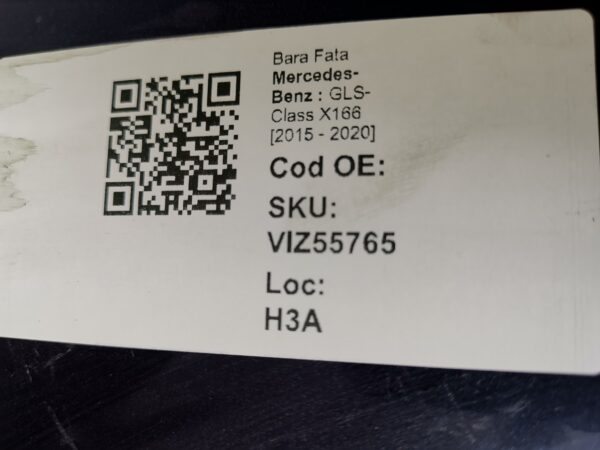 Bara Fata
Mercedes-
Benz : GLS-
Class X166
[2015 - 2020]
Cod OE:
SKU:
VIZ55765
Loc:
H3A